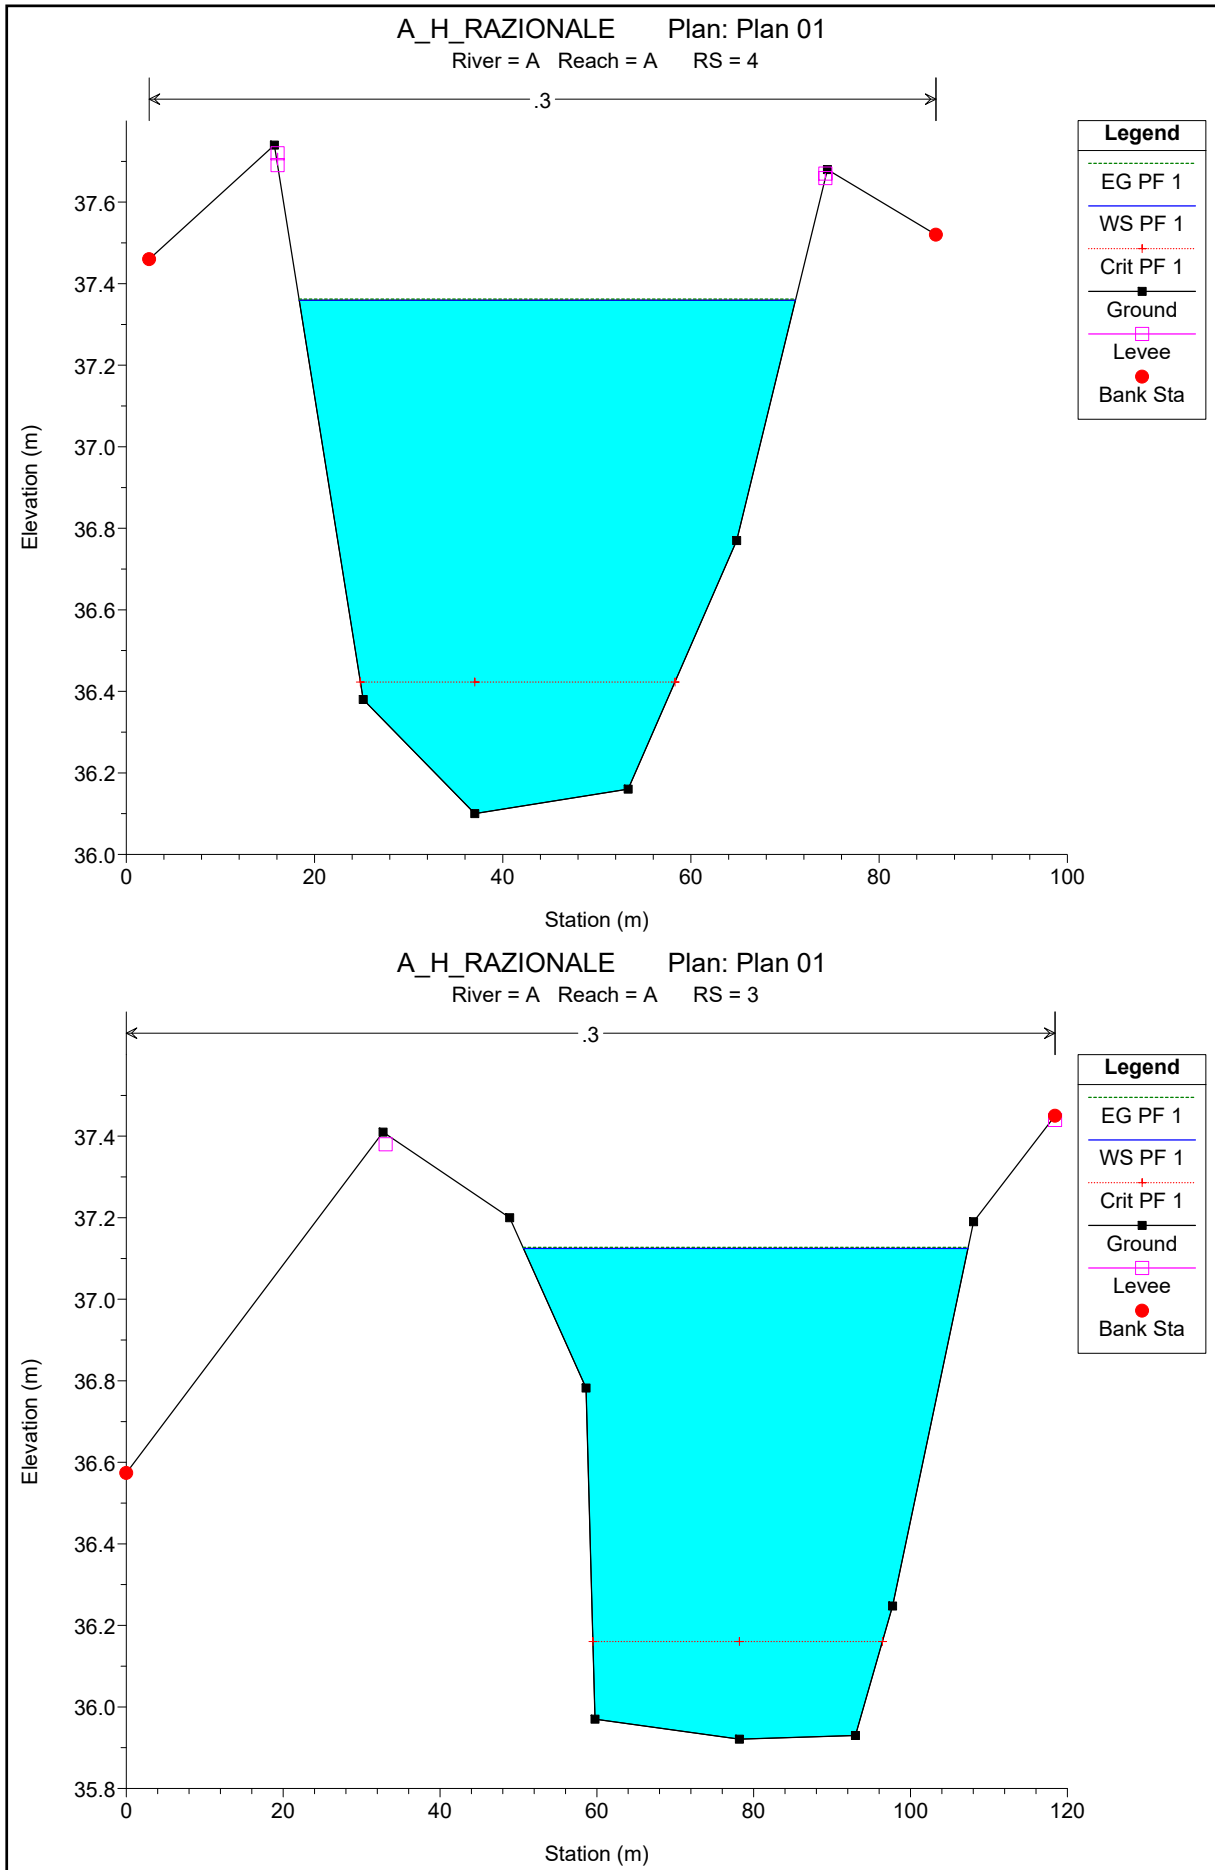 A_H_RAZIONALE Plan: Plan 01
River = A Reach = A RS = 4
.3
Legend
EG PF 1
WS PF 1
Crit PF 1
Ground
Levee
Bank Sta
37.6
37.4
37.2
37.0
36.8
36.6
36.4
36.2
36.0
Elevation (m)
0 20 40 60 80 100
Station (m)
A_H_RAZIONALE Plan: Plan 01
River = A Reach = A RS = 3
.3
Legend
EG PF 1
WS PF 1
Crit PF 1
Ground
Levee
Bank Sta
37.4
37.2
37.0
36.8
36.6
36.4
36.2
36.0
35.8
Elevation (m)
0 20 40 60 80 100 120
Station (m)